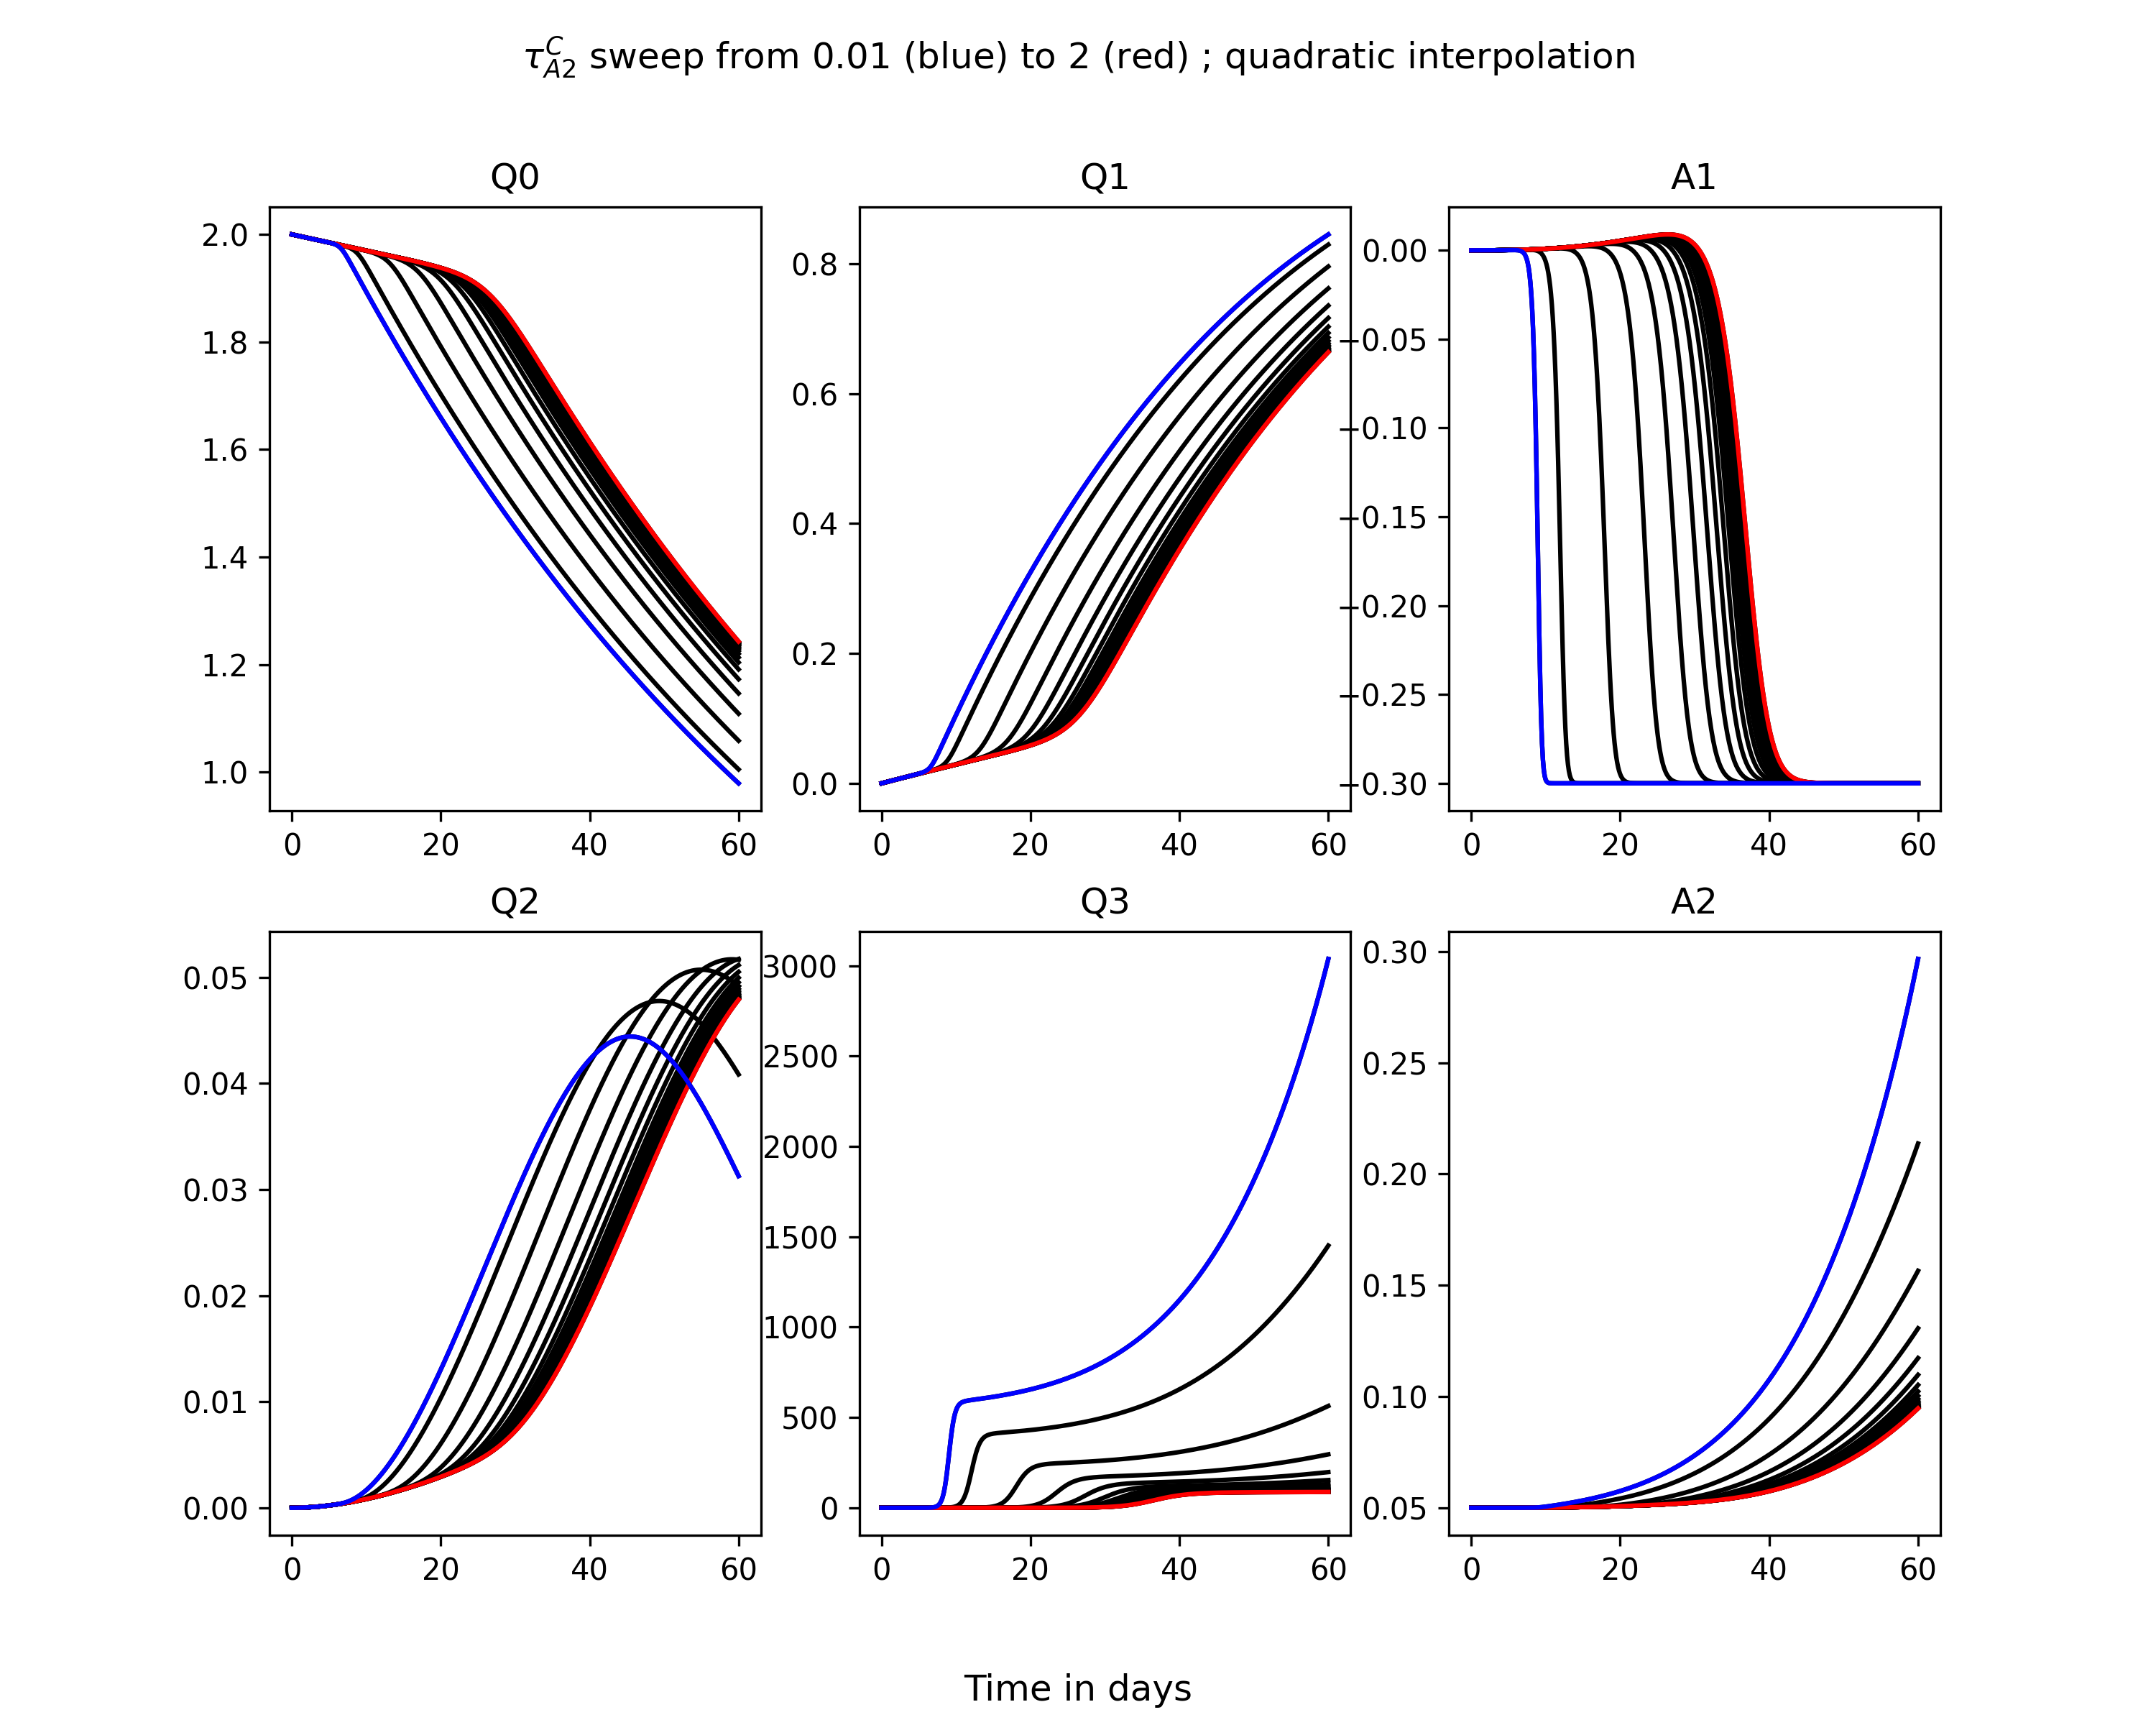 τ_{A2}^{C} sweep from 0.01 (blue) to 2 (red) ; quadratic interpolation
Q0
2.0
1.8
1.6
1.4
1.2
1.0
0 20 40 60
Q1
0.8
0.6
0.4
0.2
0.0
0 20 40 60
A1
0.00
−0.05
−0.10
−0.15
−0.20
−0.25
−0.30
0 20 40 60
Q2
0.05
0.04
0.03
0.02
0.01
0.00
0 20 40 60
Q3
3000
2500
2000
1500
1000
500
0
0 20 40 60
A2
0.30
0.25
0.20
0.15
0.10
0.05
0 20 40 60
Time in days